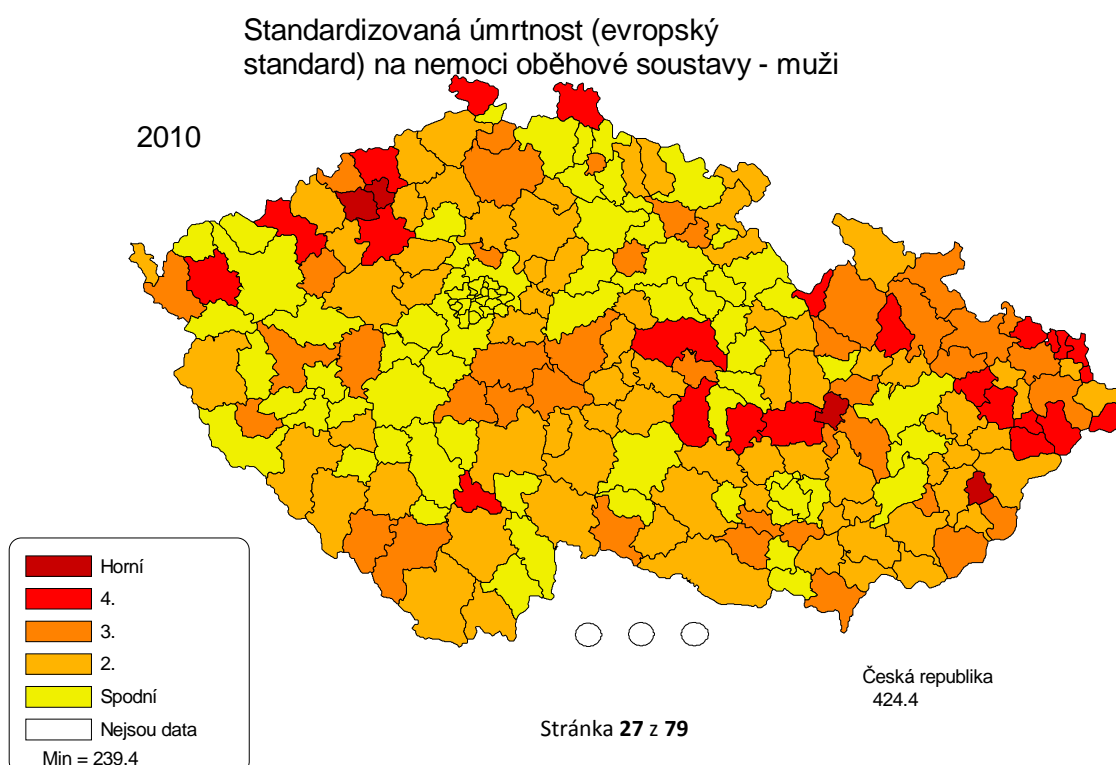 Standardizovaná úmrtnost (evropský
standard) na nemoci oběhové soustavy - muži
2010
Horní
4.
3.
2.
Spodní
Nejsou data
Min = 239.4
Česká republika
424.4
Stránka 27 z 79